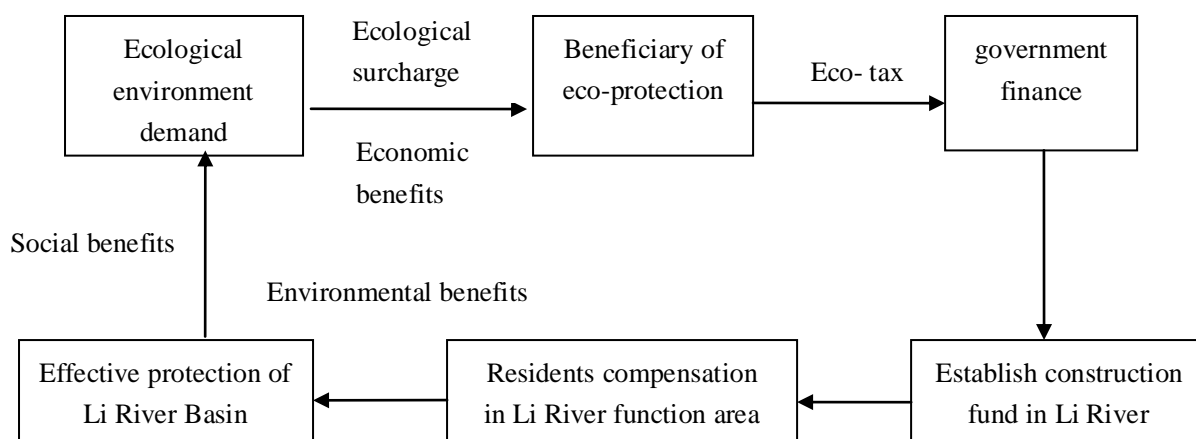 Ecological
environment
demand
Ecological
surcharge
Economic
benefits
Beneficiary of
eco-protection
Eco- tax
government
finance
Social benefits
Environmental benefits
Effective protection of
Li River Basin
Residents compensation
in Li River function area
Establish construction
fund in Li River